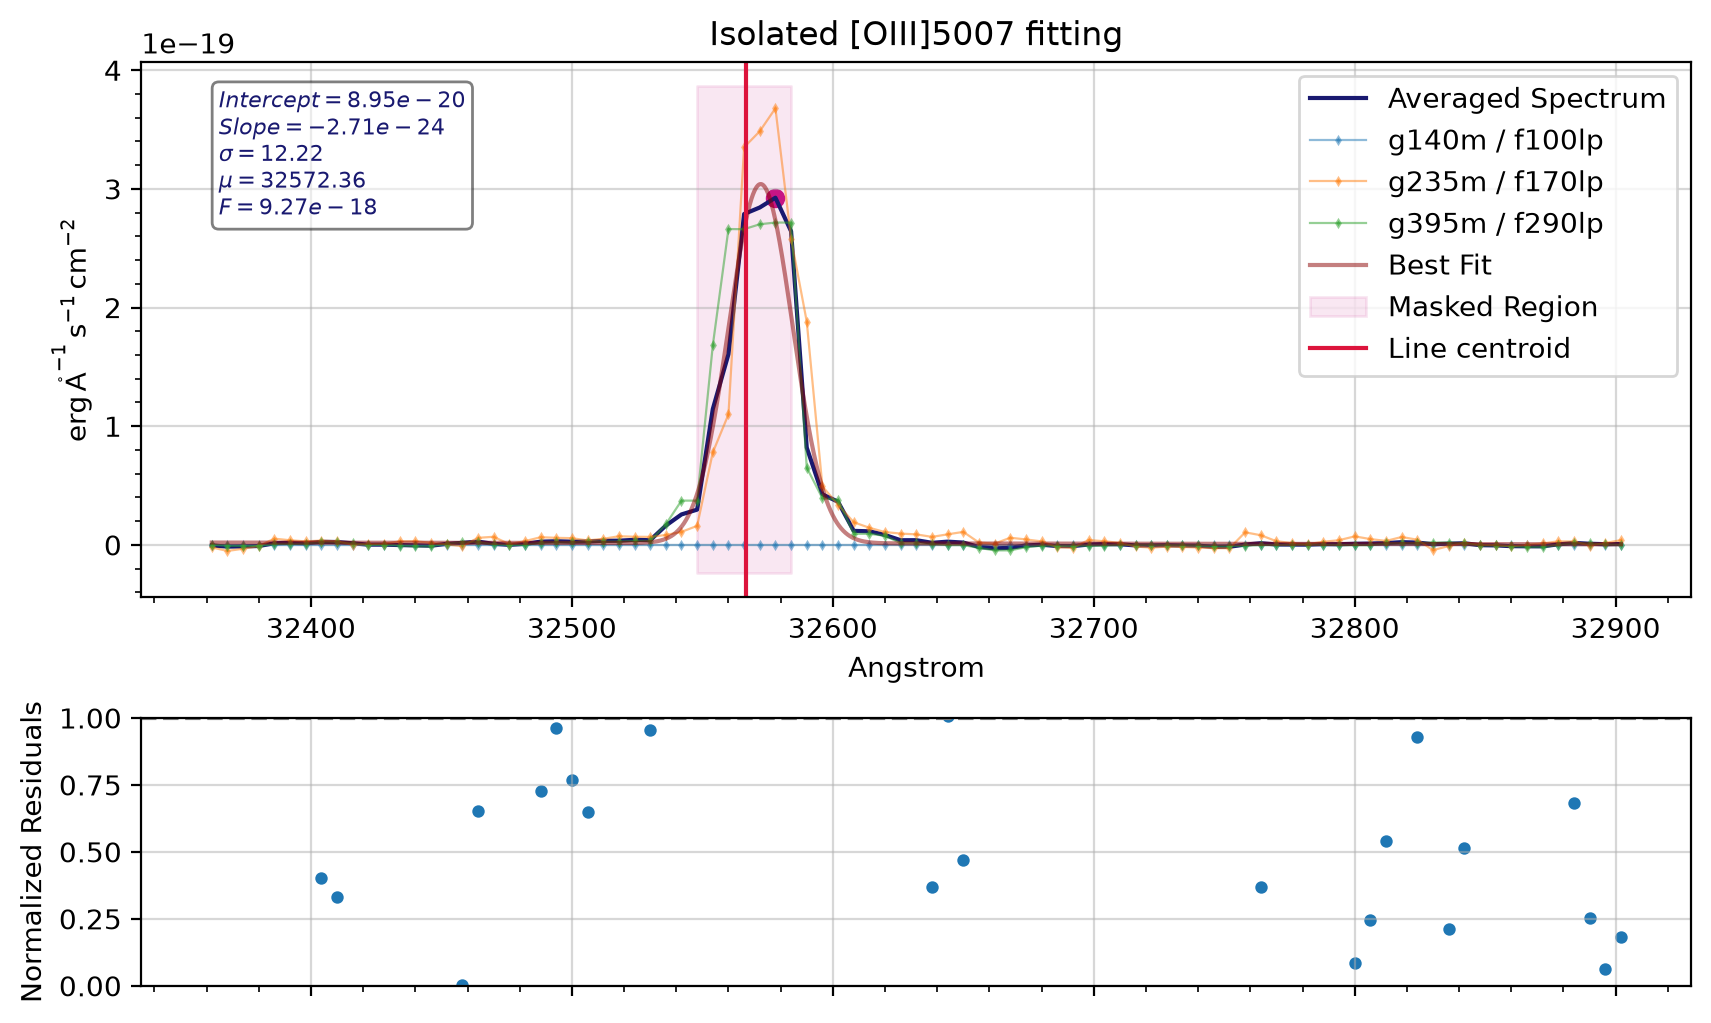 Isolated [OIII]5007 fitting
1e−19
Intercept = 8.95e − 20
Slope = −2.71e − 24
σ = 12.22
μ = 32572.36
F = 9.27e − 18
Averaged Spectrum
g140m / f100lp
g235m / f170lp
g395m / f290lp
Best Fit
Masked Region
Line centroid
erg Å⁻¹ s⁻¹ cm⁻²
4
3
2
1
0
32400 32500 32600 32700 32800 32900
Angstrom
Normalized Residuals
1.00
0.75
0.50
0.25
0.00